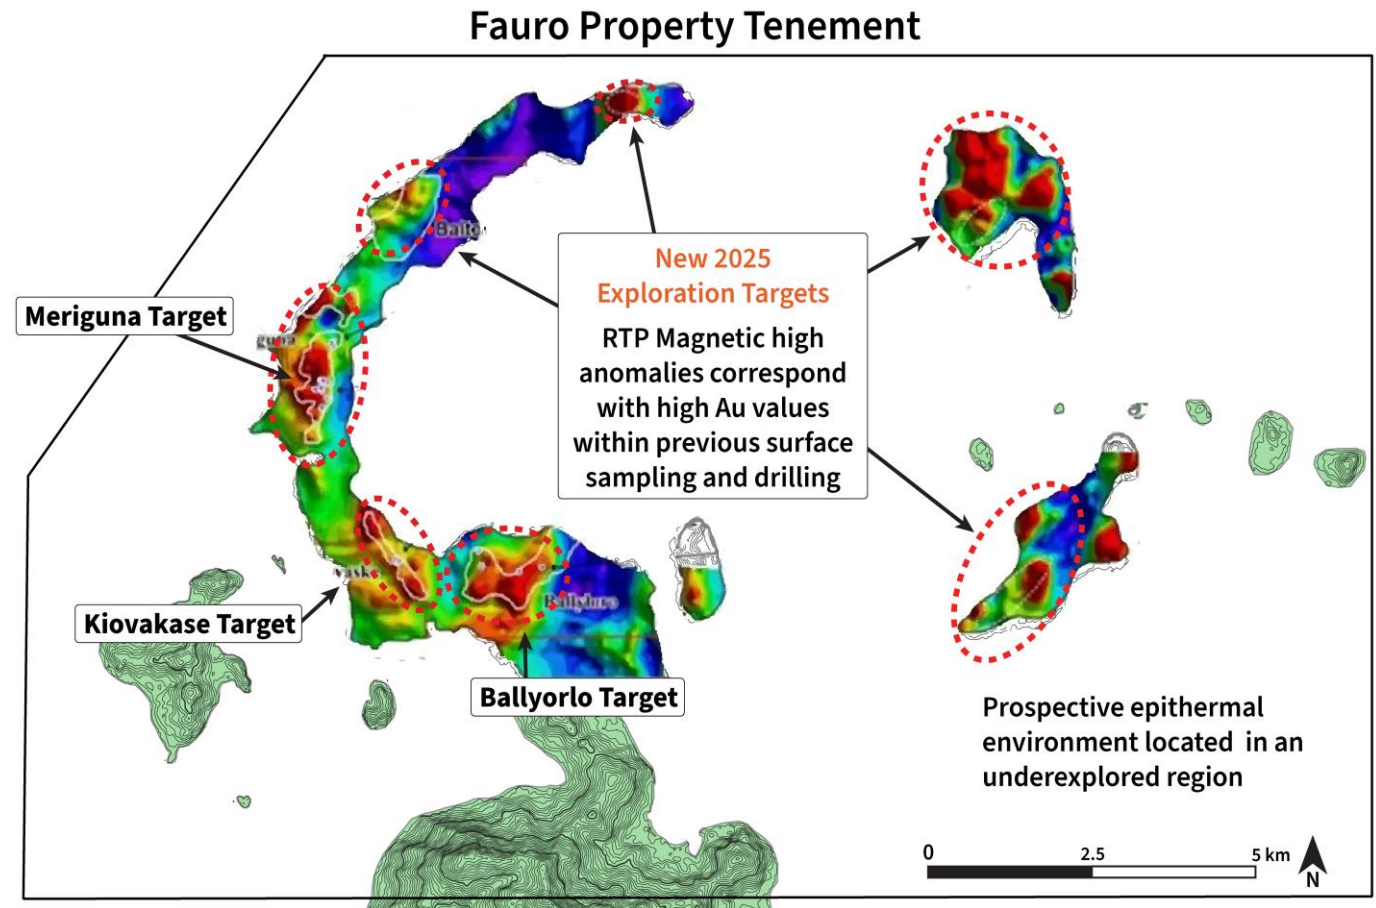 Fauro Property Tenement
New 2025
Exploration Targets
RTP Magnetic high
anomalies correspond
with high Au values
within previous surface
sampling and drilling
Meriguna Target
Kiovakase Target
Ballyorlo Target
Prospective epithermal
environment located in an
underexplored region
0 2.5 5 km
N